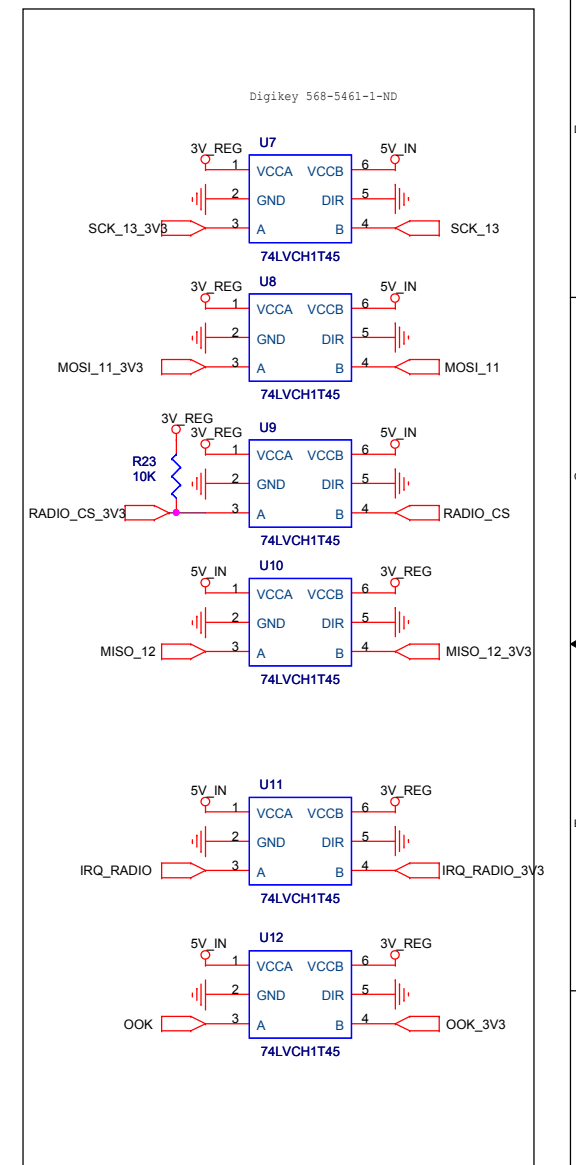 Digikey 568-5461-1-ND
U7
3V_REG 5V_IN
1 VCCA VCCB 6
2 GND DIR 5
SCK_13_3V3 3 A B 4 SCK_13
74LVCH1T45
U8
3V_REG 5V_IN
1 VCCA VCCB 6
2 GND DIR 5
MOSI_11_3V3 3 A B 4 MOSI_11
74LVCH1T45
3V_REG
U9
3V_REG 5V_IN
1 VCCA VCCB 6
R23
10K
2 GND DIR 5
RADIO_CS_3V3 3 A B 4 RADIO_CS
74LVCH1T45
U10
5V_IN 3V_REG
1 VCCA VCCB 6
2 GND DIR 5
MISO_12 3 A B 4 MISO_12_3V3
74LVCH1T45
U11
5V_IN 3V_REG
1 VCCA VCCB 6
2 GND DIR 5
IRQ_RADIO 3 A B 4 IRQ_RADIO_3V3
74LVCH1T45
U12
5V_IN 3V_REG
1 VCCA VCCB 6
2 GND DIR 5
OOK 3 A B 4 OOK_3V3
74LVCH1T45